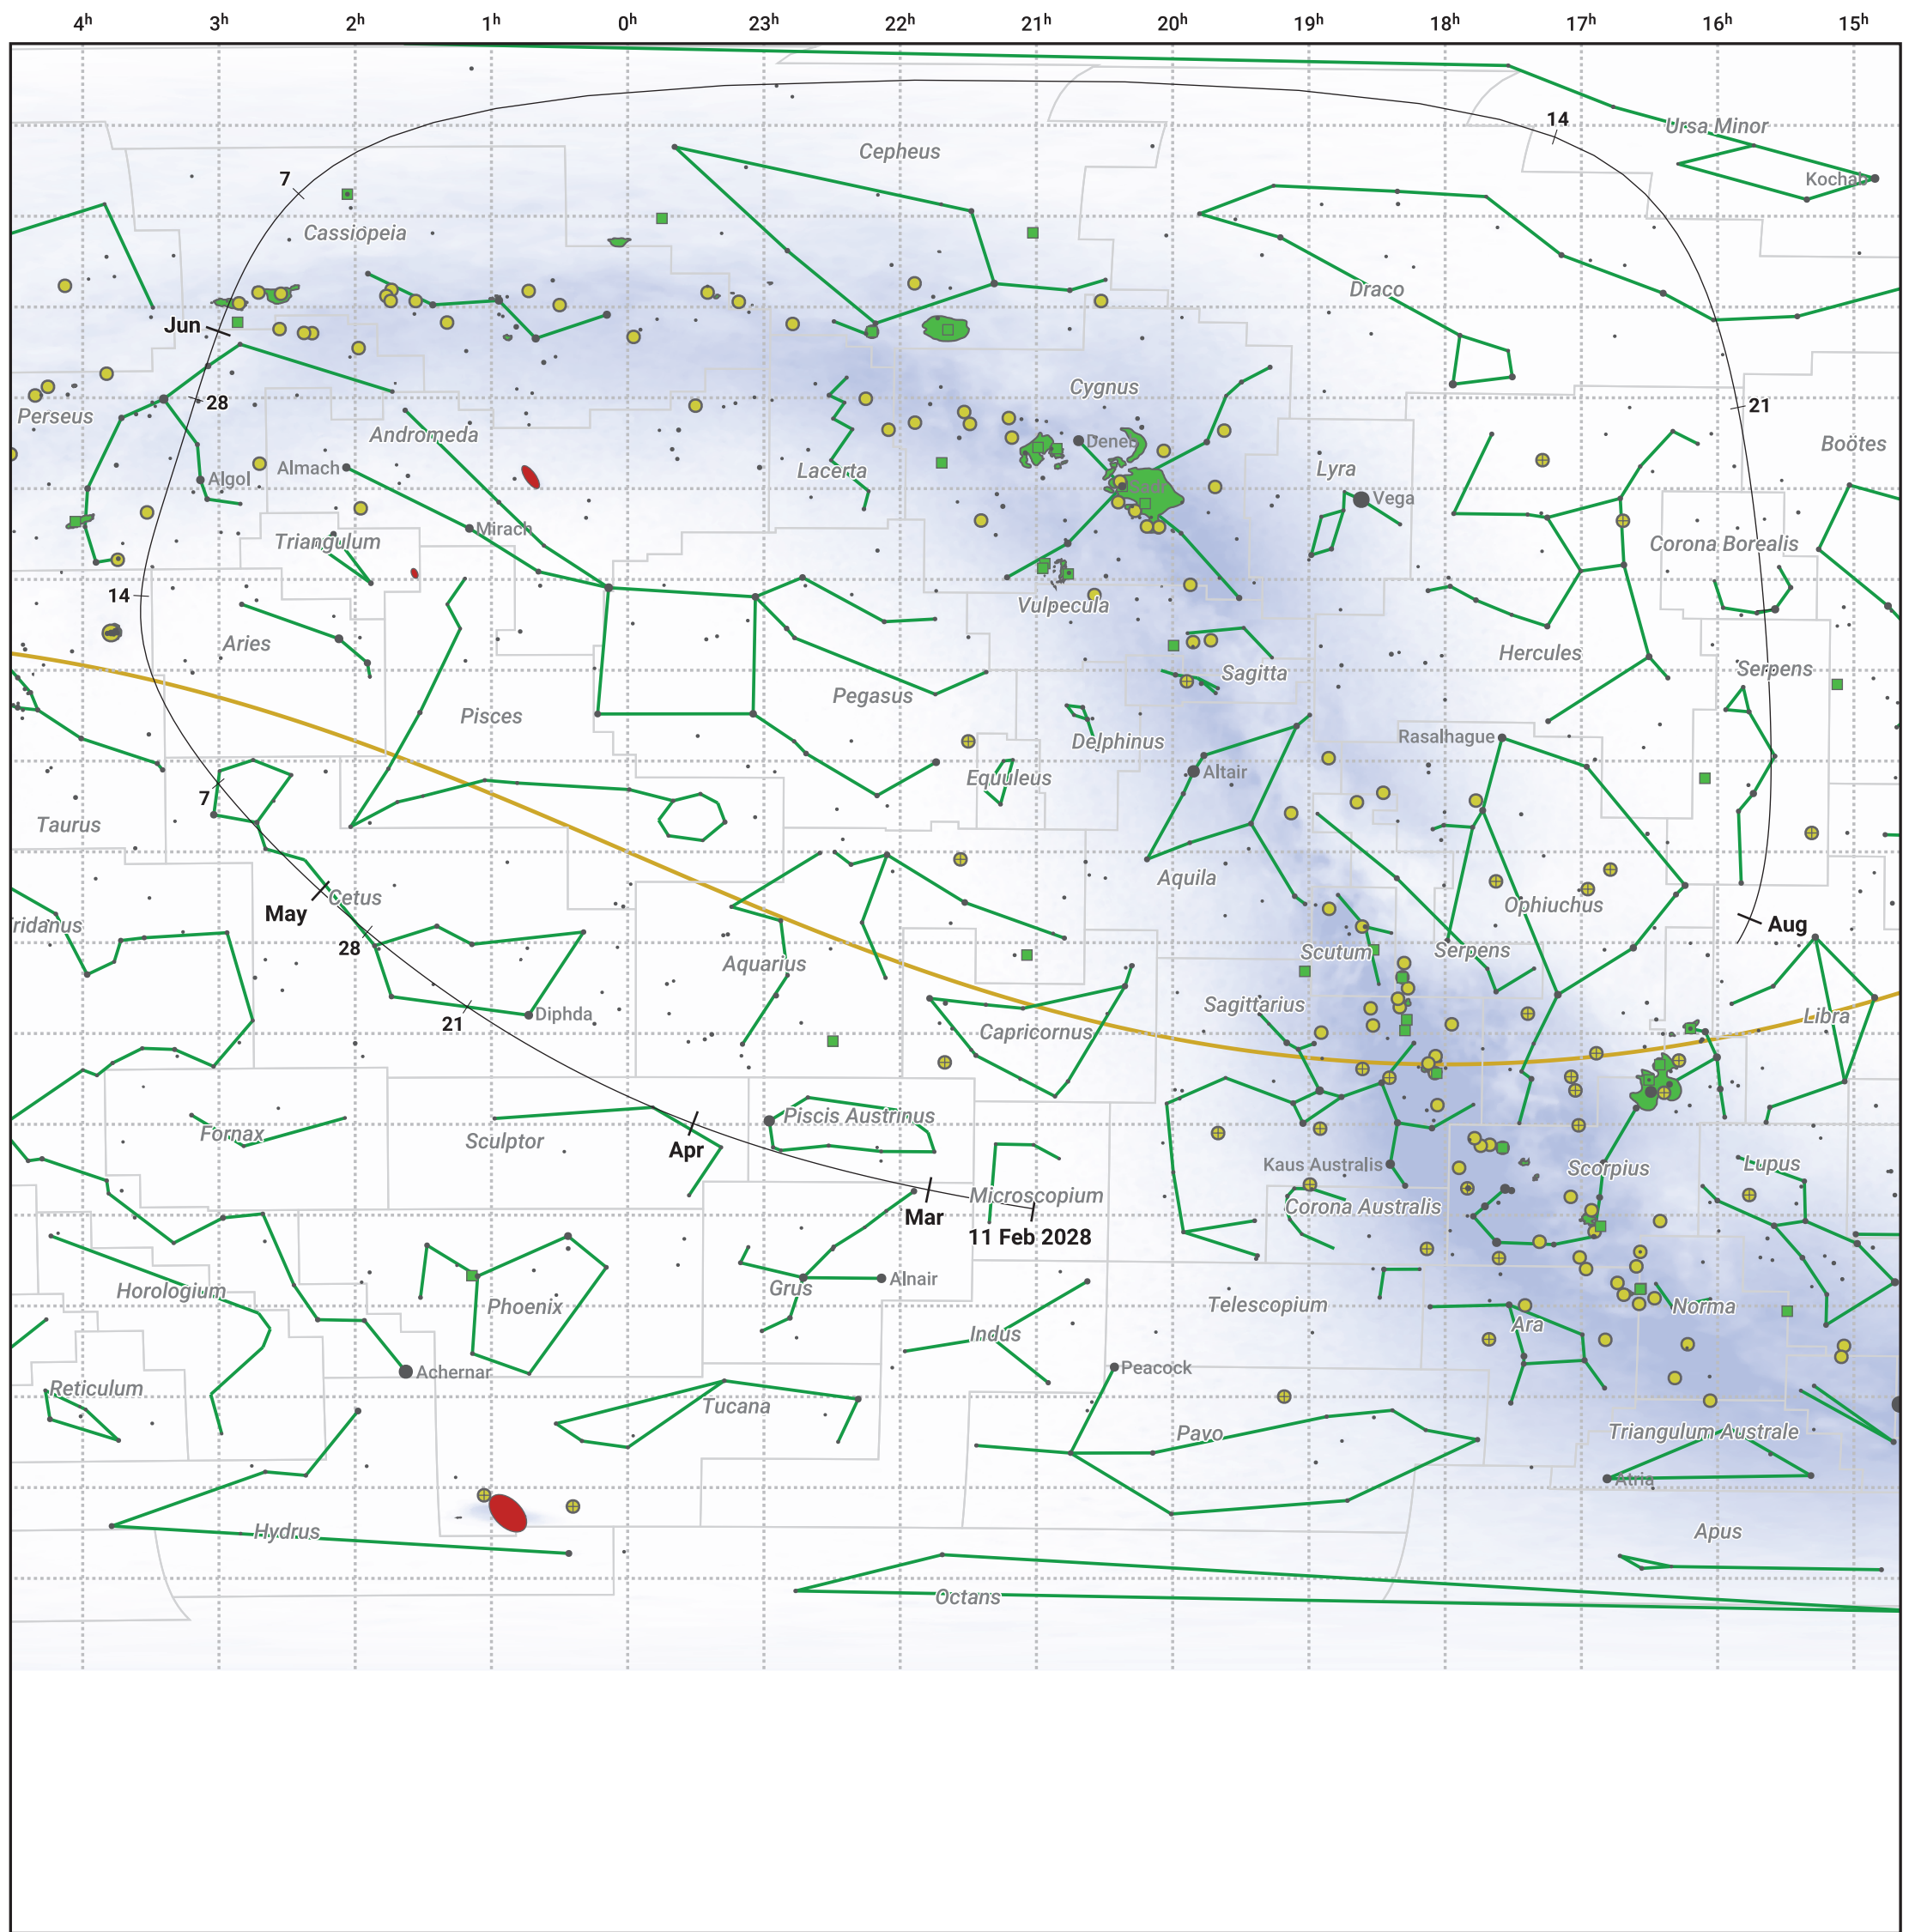 4h 3h 2h 1h 0h 23h 22h 21h 20h 19h 18h 17h 16h 15h
14
Ursa Minor
Cepheus
Kochab
7
Cassiopeia
Draco
Jun
Cygnus
28
21
Perseus
Andromeda
Deneb
Boötes
Almach
Lacerta
Lyra
Algol
Sadr
Vega
Mirach
Triangulum
Corona Borealis
14
Vulpecula
Aries
Hercules
Serpens
Sagitta
Pegasus
Pisces
Delphinus
Rasalhague
Altair
Equuleus
7
Taurus
Aquila
Cetus
Ophiuchus
May
ridanus
Aug
28
Scutum
Serpens
Aquarius
Sagittarius
Diphda
21
Capricornus
Libra
Piscis Austrinus
Fornax
Sculptor
Apr
Kaus Australis
Scorpius
Lupus
Microscopium
Corona Australis
Mar
11 Feb 2028
Alnair
Horologium
Grus
Phoenix
Telescopium
Norma
Indus
Ara
Peacock
Achernar
Reticulum
Tucana
Pavo
Triangulum Australe
Atria
Hydrus
Apus
Octans